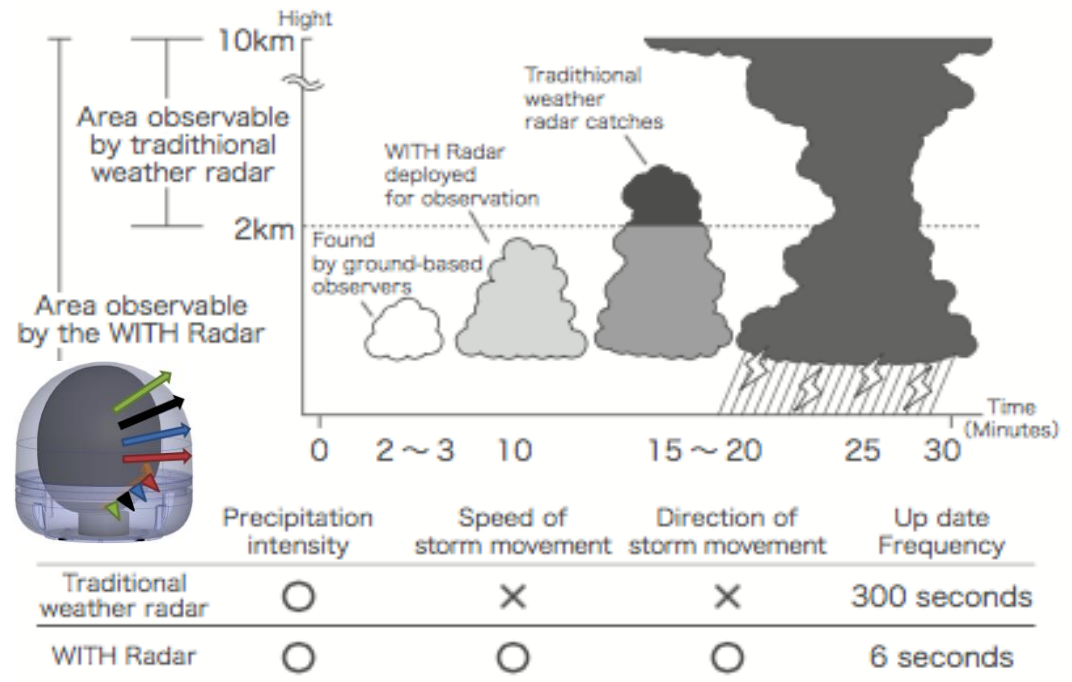 Hight
10km
Tradithional
weather
radar catches
Area observable
by tradithional
weather radar
WITH Radar
deployed
for observation
2km
Found
by ground-based
observers
Area observable
by the WITH Radar
Time
(Minutes)
0
2～3
10
15～20
25
30
Precipitation
intensity
Speed of
storm movement
Direction of
storm movement
Up date
Frequency
Traditional
weather radar
○
×
×
300 seconds
WITH Radar
○
○
○
6 seconds